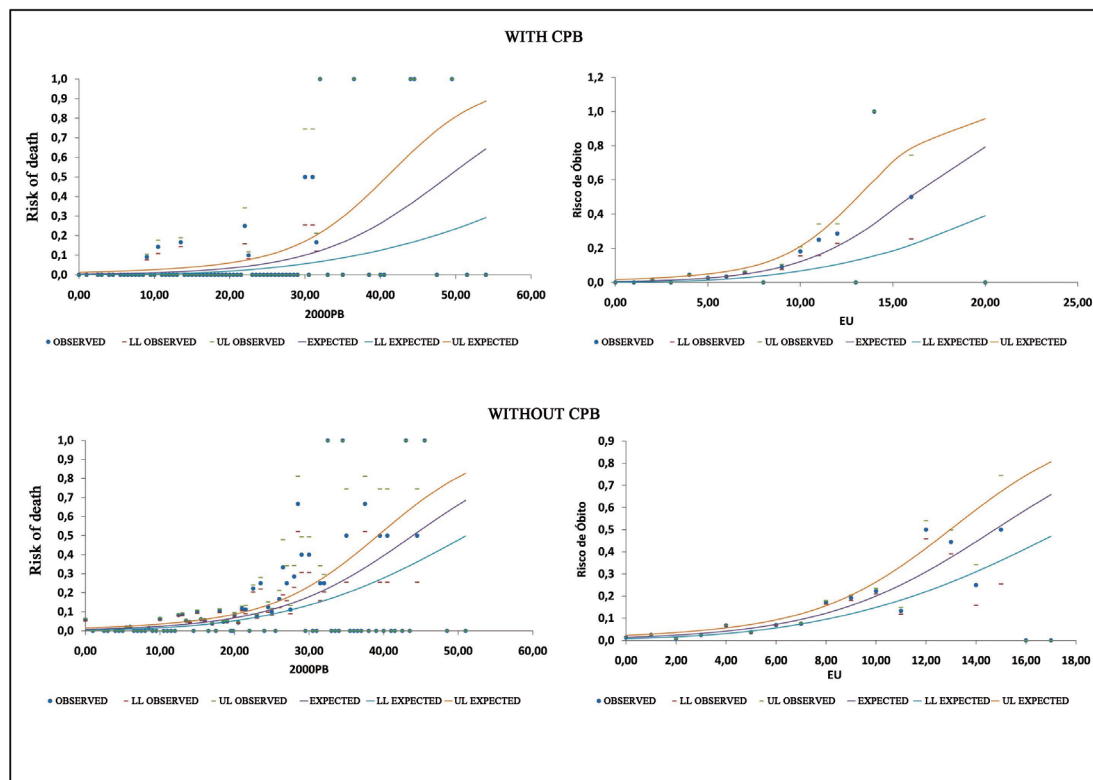 WITH CPB
Risk of death
1,0
0,9
0,8
0,7
0,6
0,5
0,4
0,3
0,2
0,1
0,0
0,00 10,00 20,00 30,00 40,00 50,00 60,00
2000PB
OBSERVED LL OBSERVED UL OBSERVED EXPECTED LL EXPECTED UL EXPECTED
Risco de Óbito
1,2
1,0
0,8
0,6
0,4
0,2
0,0
0,00 5,00 10,00 15,00 20,00 25,00
EU
OBSERVED LL OBSERVED UL OBSERVED EXPECTED LL EXPECTED UL EXPECTED
WITHOUT CPB
Risk of death
1,0
0,9
0,8
0,7
0,6
0,5
0,4
0,3
0,2
0,1
0,0
0,00 10,00 20,00 30,00 40,00 50,00 60,00
2000PB
OBSERVED LL OBSERVED UL OBSERVED EXPECTED LL EXPECTED UL EXPECTED
Risco de Óbito
0,9
0,8
0,7
0,6
0,5
0,4
0,3
0,2
0,1
0,0
0,00 2,00 4,00 6,00 8,00 10,00 12,00 14,00 16,00 18,00
EU
OBSERVED LL OBSERVED UL OBSERVED EXPECTED LL EXPECTED UL EXPECTED